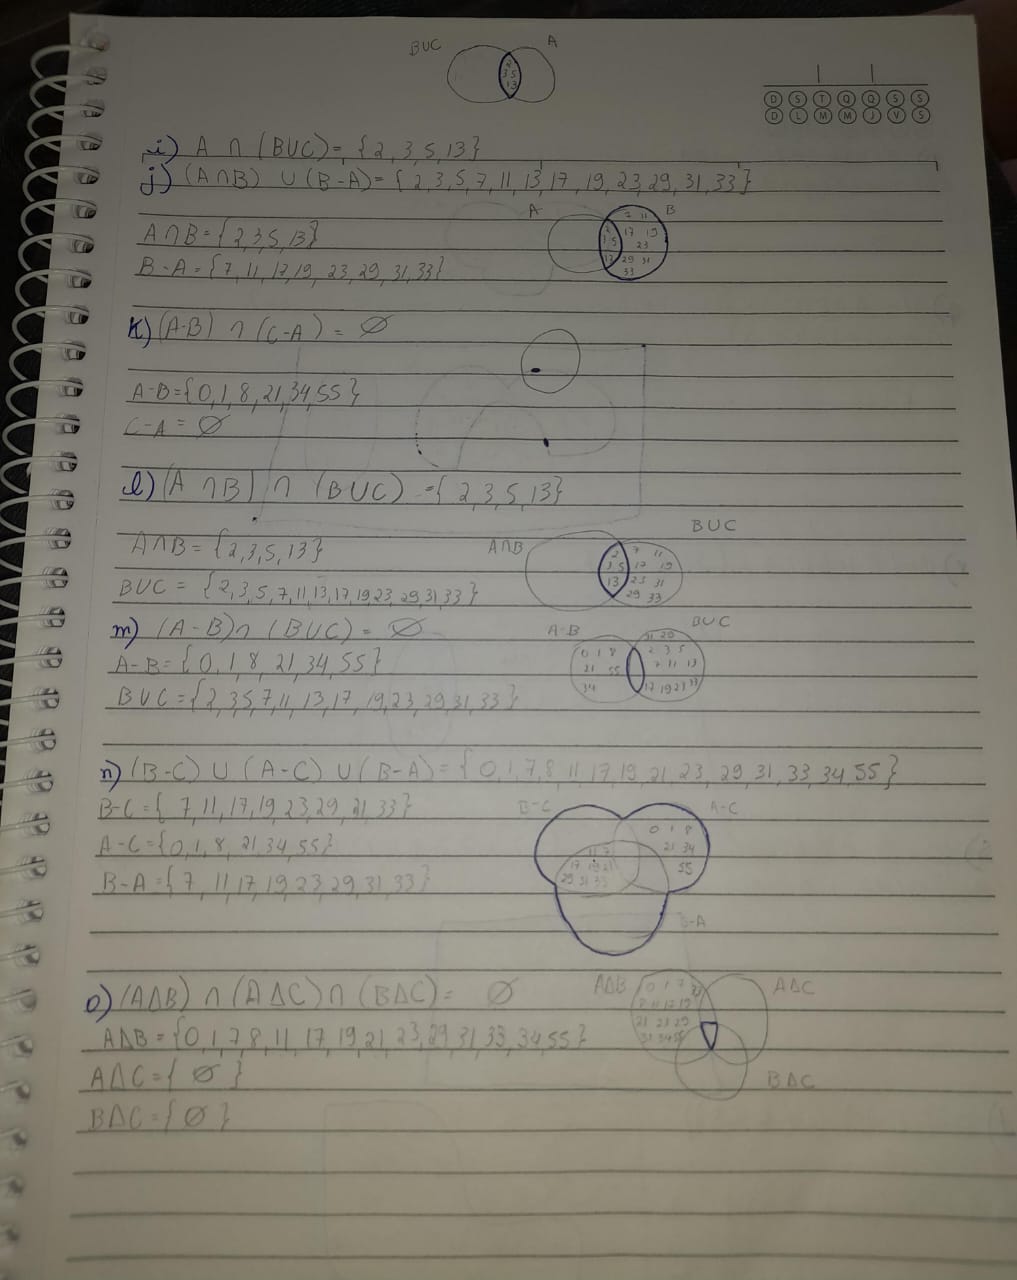 BUC A
2
3 5
13
D S T Q Q S S
D L M M J V S
i) A ∩ (BUC) = {2, 3, 5, 13}
j) (A∩B) ∪ (B-A) = {2, 3, 5, 7, 11, 13, 17, 19, 23, 29, 31, 33}
A B
7 11
2 17 19
3 5 23
13 29 31
33
A∩B = {2, 3, 5, 13}
B-A = {7, 11, 17, 19, 23, 29, 31, 33}
K) (A-B) ∩ (C-A) = ∅
A-B = {0, 1, 8, 21, 34, 55}
C-A = ∅
l) (A∩B) ∩ (BUC) = {2, 3, 5, 13}
A∩B BUC
2 7 11
3 5 17 19
13 23 31
29 33
A∩B = {2, 3, 5, 13}
BUC = {2, 3, 5, 7, 11, 13, 17, 19 23, 29, 31, 33}
m) (A-B) ∩ (BUC) = ∅
A-B BUC
0 1 8 2 3 5
21 55 7 11 13
34 17 19 23 33
A-B = {0, 1, 8, 21, 34, 55}
BUC = {2, 3 5, 7, 11, 13, 17, 19, 23, 29, 31, 33}
n) (B-C) ∪ (A-C) ∪ (B-A) = {0, 1, 7, 8 11, 17, 19, 21, 23, 29, 31, 33, 34 55}
B-C = {7, 11, 17, 19, 23, 29, 31, 33}
B-C A-C
0 1 8
21 34
55
11 7
17 19 21
29 31 33
B-A
A-C = {0, 1, 8, 21, 34, 55}
B-A = {7, 11, 17, 19 23, 29, 31, 33}
o) (A∆B) ∩ (A∆C) ∩ (B∆C) = ∅
A∆B A∆C
0 1 7
8 11 17 19
21 23 29
B∆C
A∆B = {0, 1, 7, 8, 11, 17, 19, 21, 23, 29, 31, 33, 34, 55}
A∆C = {∅}
B∆C = {∅}